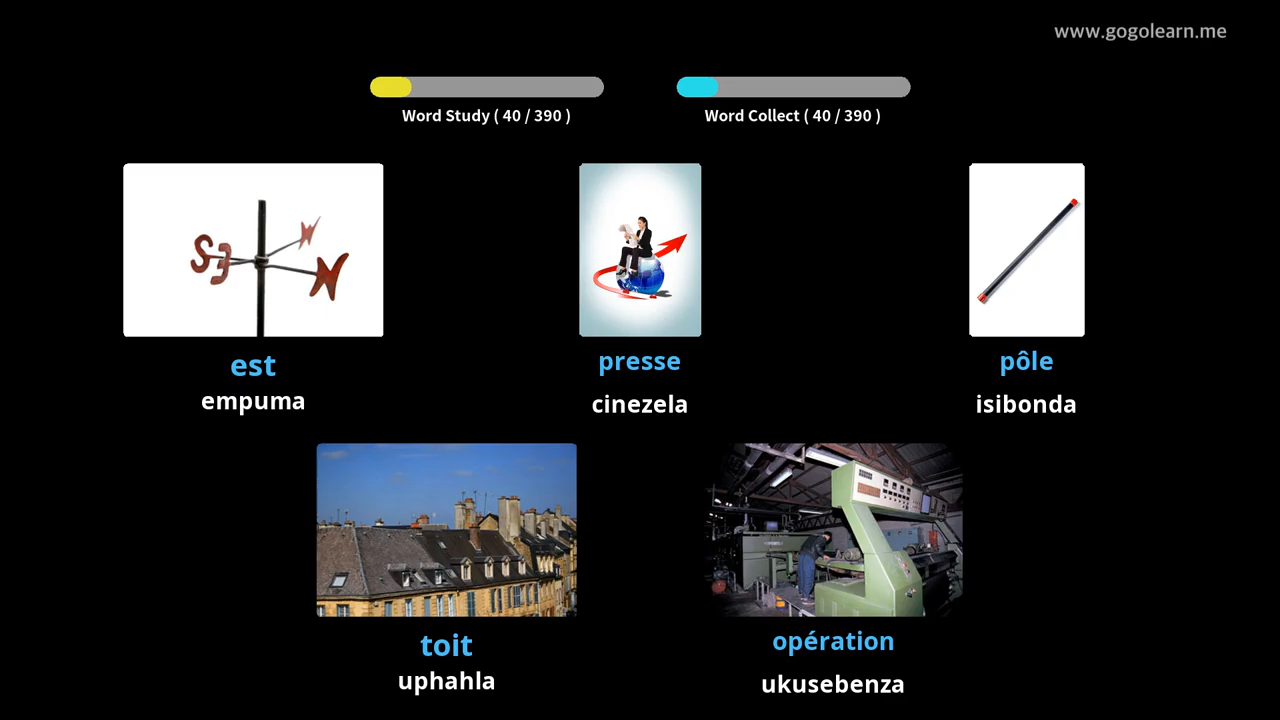 www.gogolearn.me
Word Study ( 40 / 390 )
Word Collect ( 40 / 390 )
S E N W
est
empuma
presse
cinezela
pôle
isibonda
toit
uphahla
opération
ukusebenza